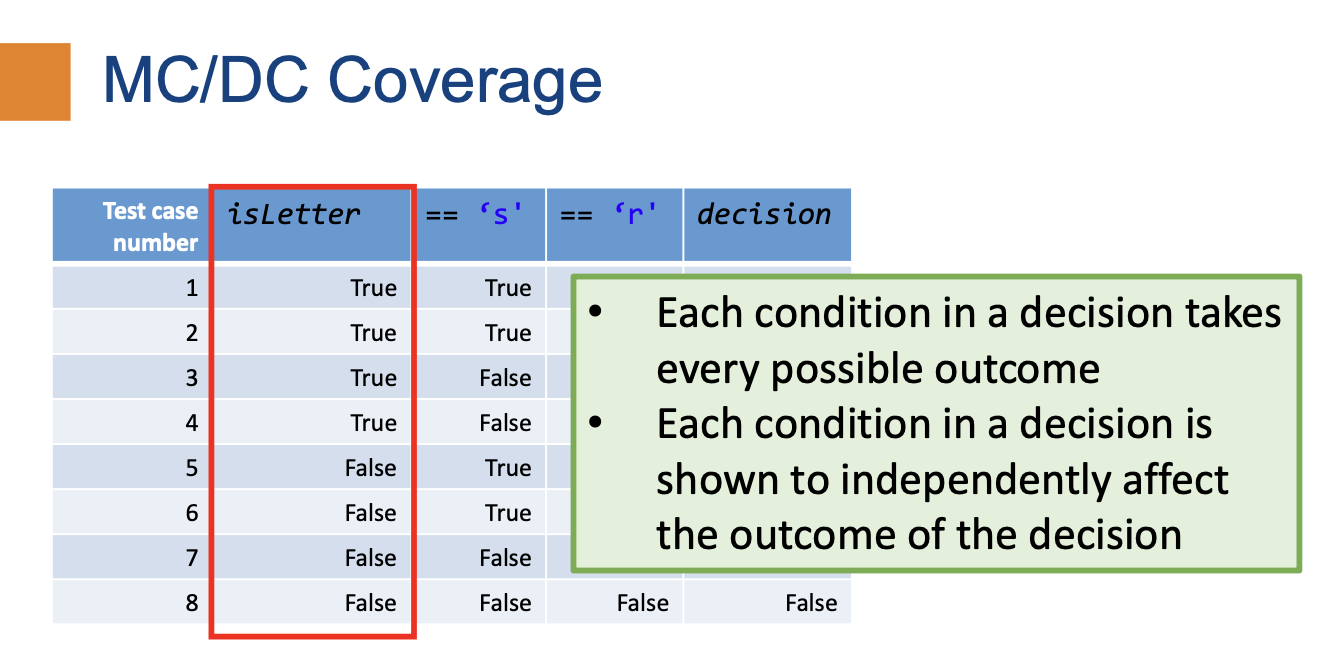 MC/DC Coverage
Test case number isLetter == ‘s' == ‘r' decision
1 True True
2 True True
3 True False
4 True False
5 False True
6 False True
7 False False
8 False False False False
• Each condition in a decision takes
every possible outcome
• Each condition in a decision is
shown to independently affect
the outcome of the decision